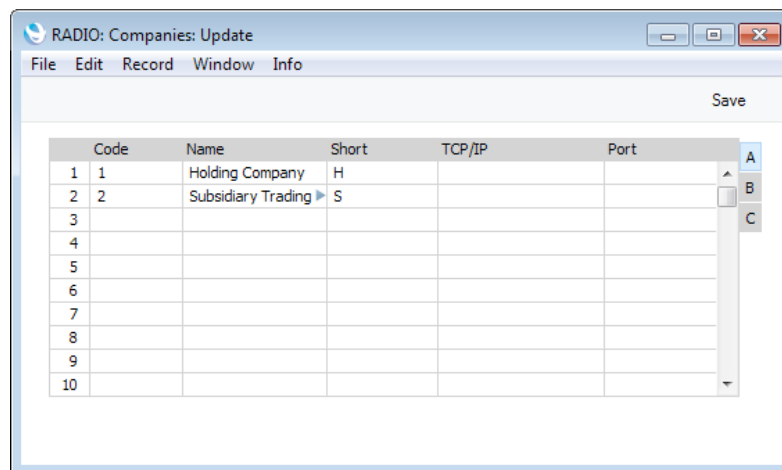 RADIO: Companies: Update
File Edit Record Window Info
Save
Code Name Short TCP/IP Port
A
1 1 Holding Company H
2 2 Subsidiary Trading S
B
3
C
4
5
6
7
8
9
10